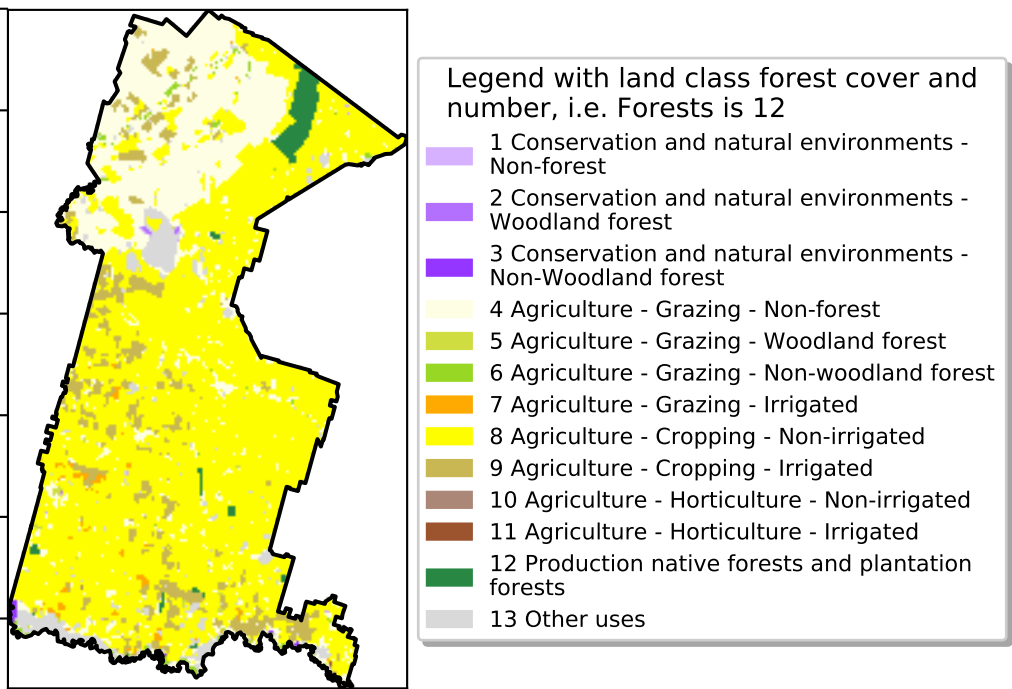 Legend with land class forest cover and
number, i.e. Forests is 12
1 Conservation and natural environments -
Non-forest
2 Conservation and natural environments -
Woodland forest
3 Conservation and natural environments -
Non-Woodland forest
4 Agriculture - Grazing - Non-forest
5 Agriculture - Grazing - Woodland forest
6 Agriculture - Grazing - Non-woodland forest
7 Agriculture - Grazing - Irrigated
8 Agriculture - Cropping - Non-irrigated
9 Agriculture - Cropping - Irrigated
10 Agriculture - Horticulture - Non-irrigated
11 Agriculture - Horticulture - Irrigated
12 Production native forests and plantation
forests
13 Other uses